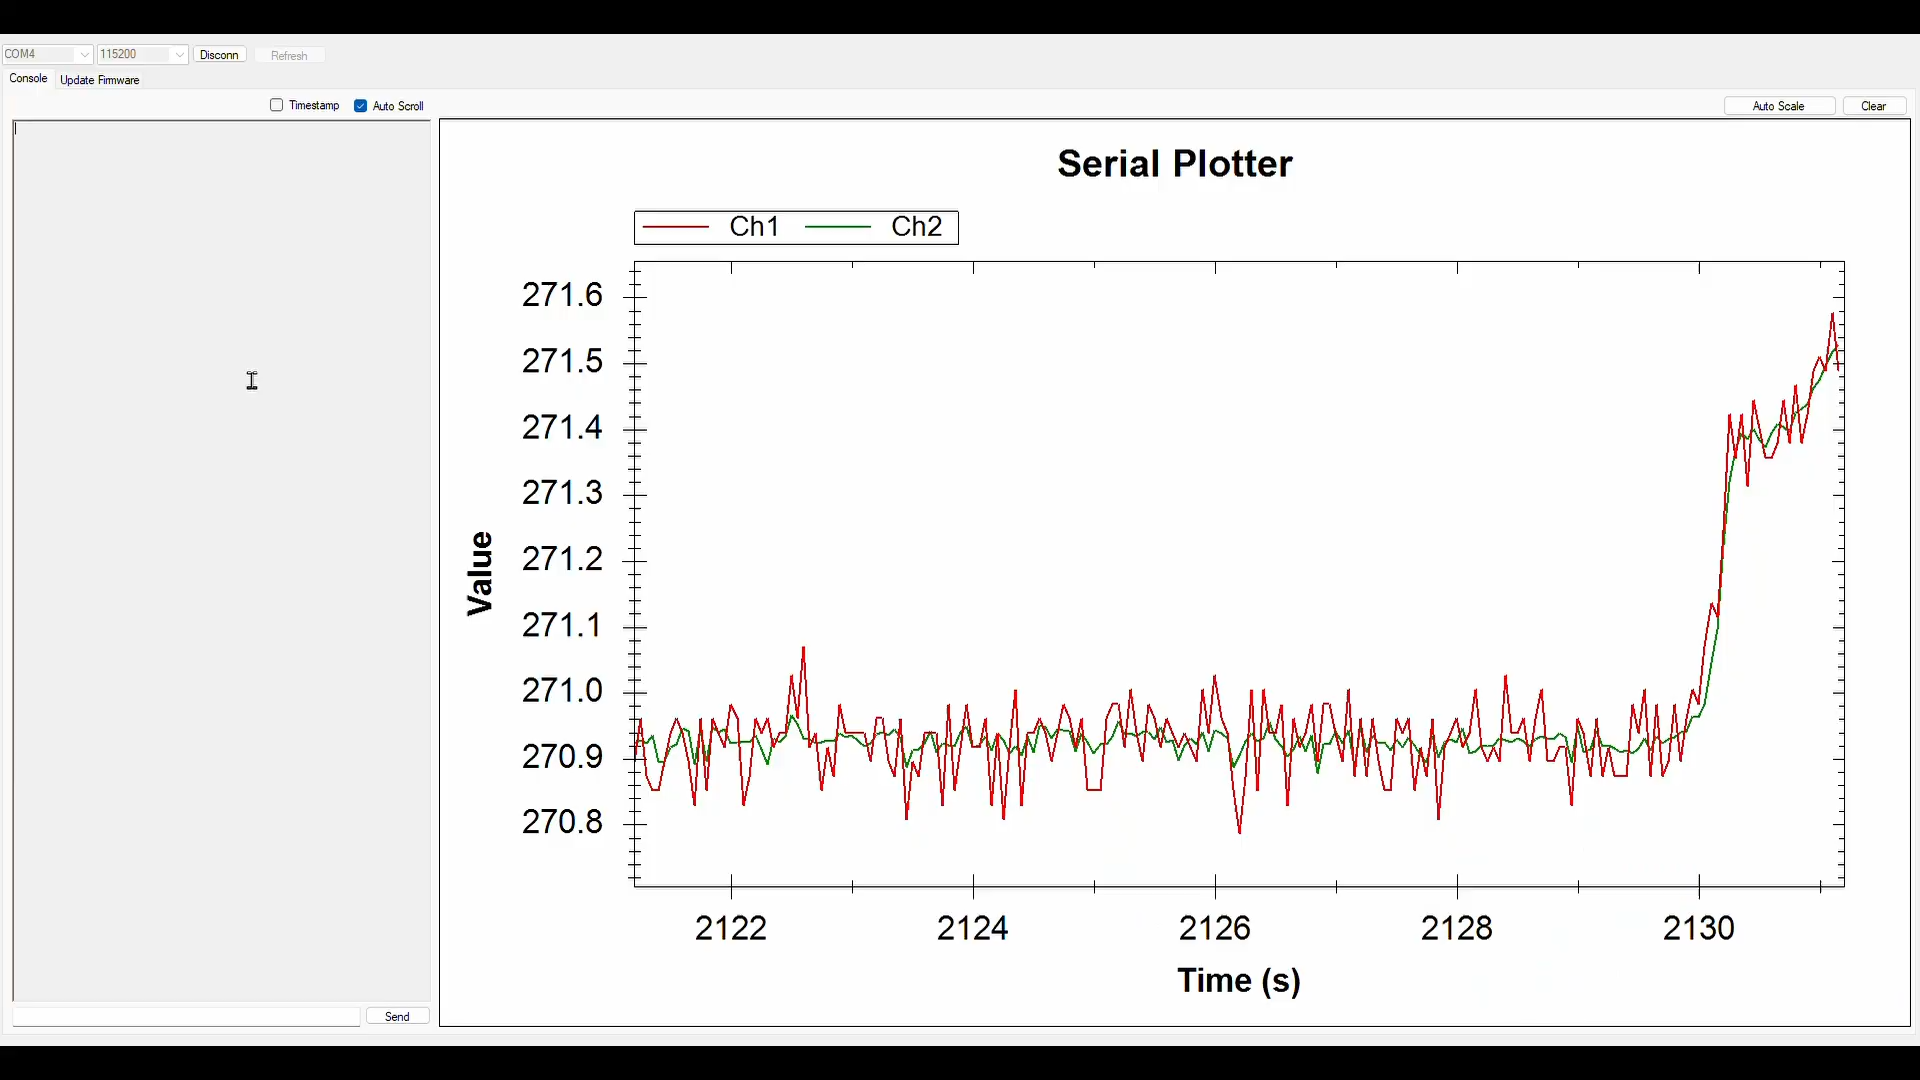 COM4 115200 Disconn Refresh
Console Update Firmware
Timestamp Auto Scroll Auto Scale Clear
Serial Plotter
Ch1 Ch2
271.6
271.5
271.4
271.3
271.2
271.1
271.0
270.9
270.8
Value
2122 2124 2126 2128 2130
Time (s)
Send